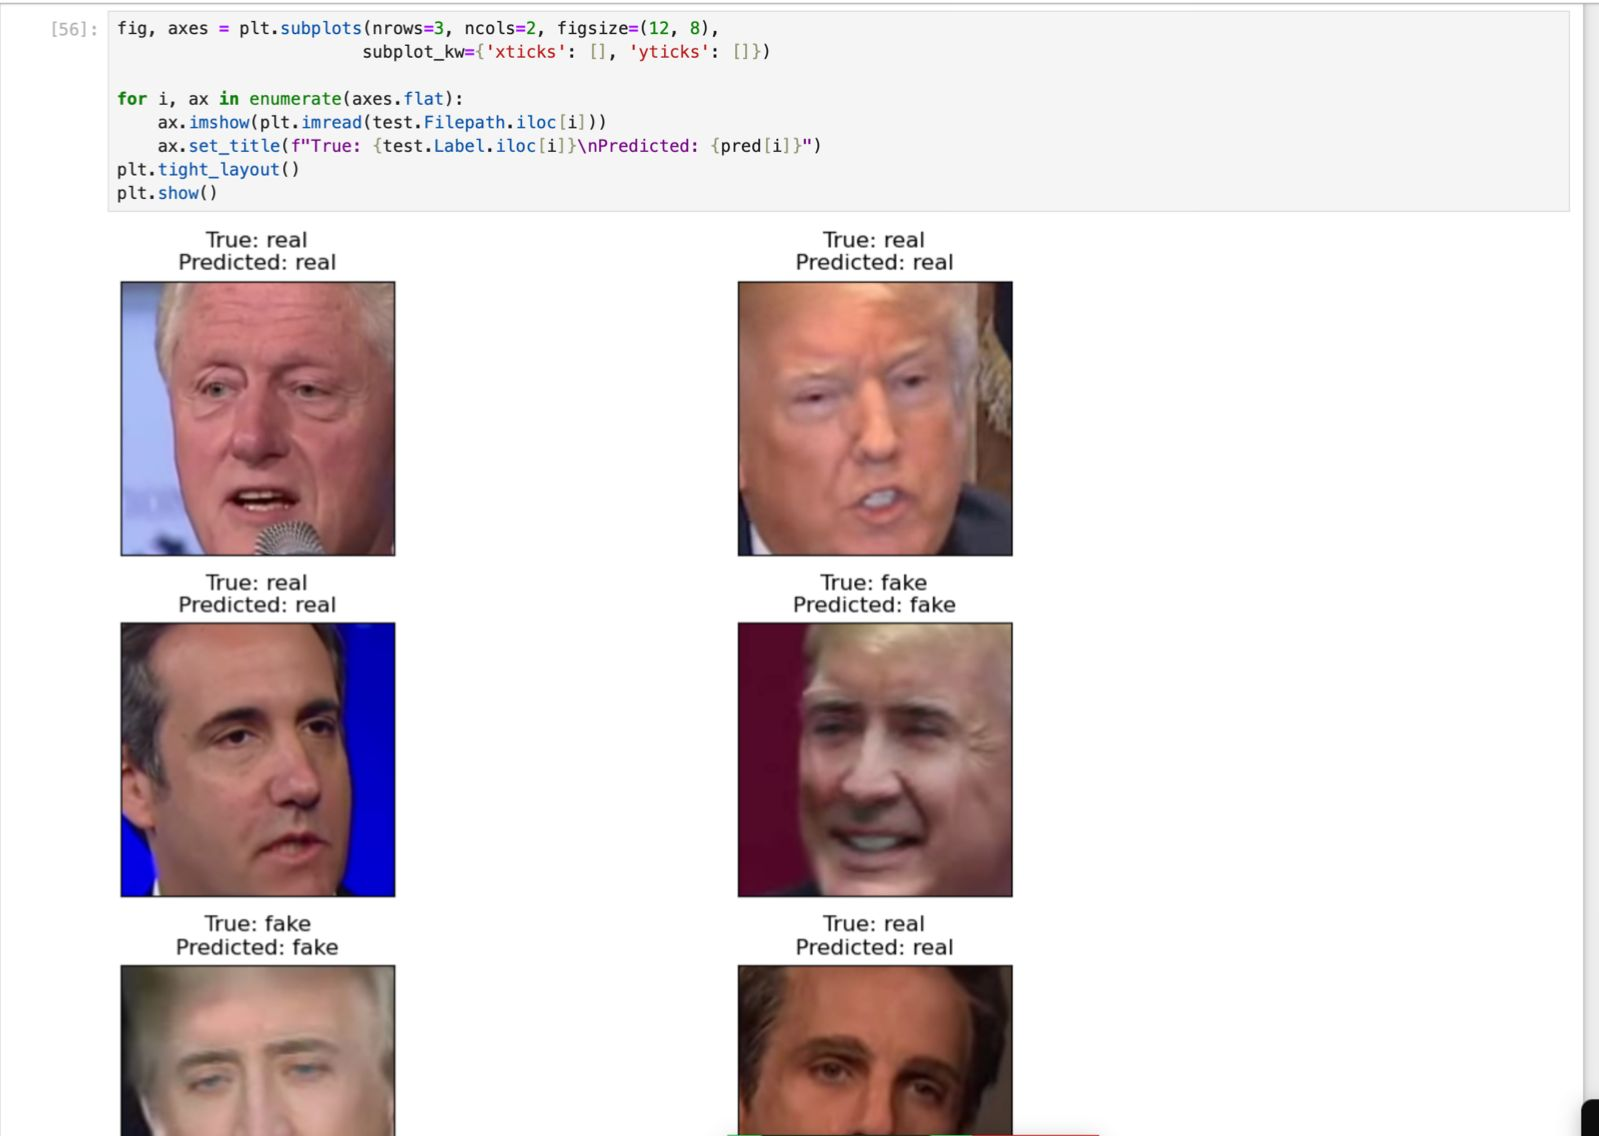 [56]: fig, axes = plt.subplots(nrows=3, ncols=2, figsize=(12, 8),
subplot_kw={'xticks': [], 'yticks': []})
for i, ax in enumerate(axes.flat):
ax.imshow(plt.imread(test.Filepath.iloc[i]))
ax.set_title(f"True: {test.Label.iloc[i]}\nPredicted: {pred[i]}")
plt.tight_layout()
plt.show()
True: real
Predicted: real
True: real
Predicted: real
True: real
Predicted: real
True: fake
Predicted: fake
True: fake
Predicted: fake
True: real
Predicted: real